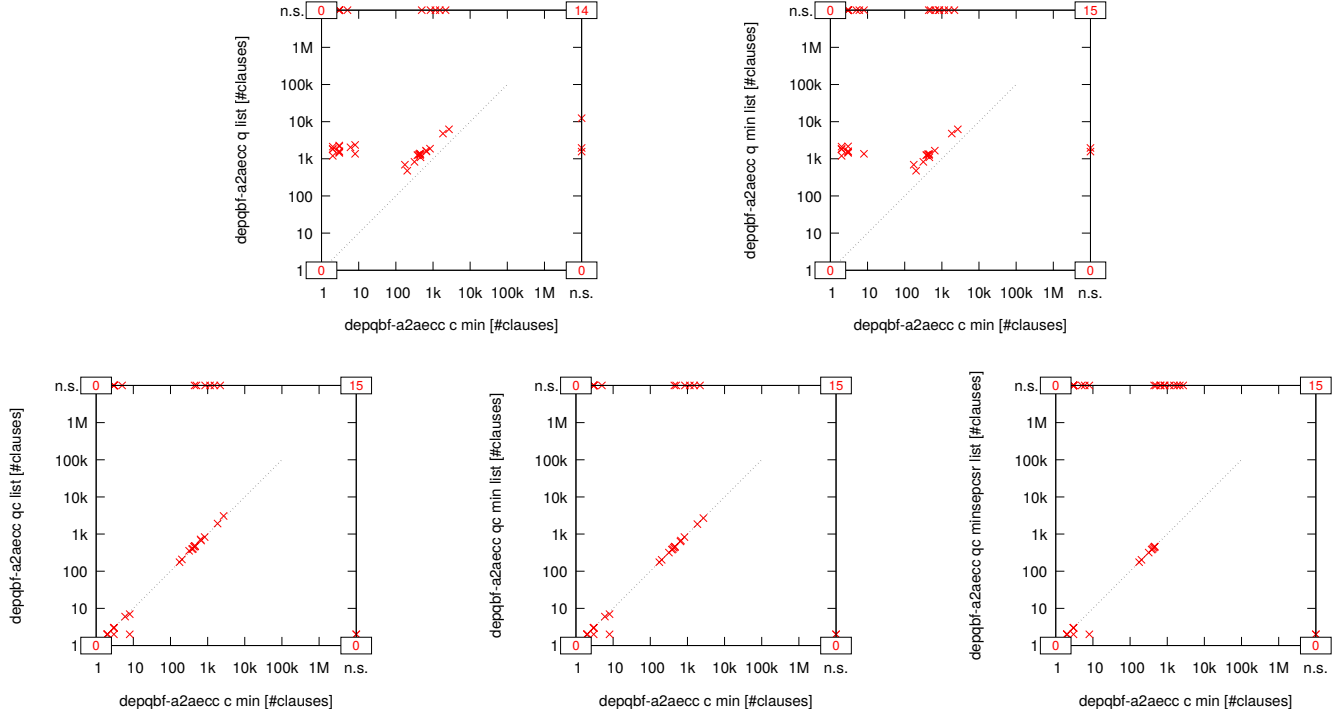 n.s. 0 14
1M
100k
10k
1k
100
10
1 0 0
1 10 100 1k 10k 100k 1M n.s.
depqbf-a2aecc q list [#clauses]
depqbf-a2aecc c min [#clauses]
n.s. 0 15
1M
100k
10k
1k
100
10
1 0 0
1 10 100 1k 10k 100k 1M n.s.
depqbf-a2aecc q min list [#clauses]
depqbf-a2aecc c min [#clauses]
n.s. 0 15
1M
100k
10k
1k
100
10
1 0 0
1 10 100 1k 10k 100k 1M n.s.
depqbf-a2aecc qc list [#clauses]
depqbf-a2aecc c min [#clauses]
n.s. 0 15
1M
100k
10k
1k
100
10
1 0 0
1 10 100 1k 10k 100k 1M n.s.
depqbf-a2aecc qc min list [#clauses]
depqbf-a2aecc c min [#clauses]
n.s. 0 15
1M
100k
10k
1k
100
10
1 0 0
1 10 100 1k 10k 100k 1M n.s.
depqbf-a2aecc qc minsepcsr list [#clauses]
depqbf-a2aecc c min [#clauses]